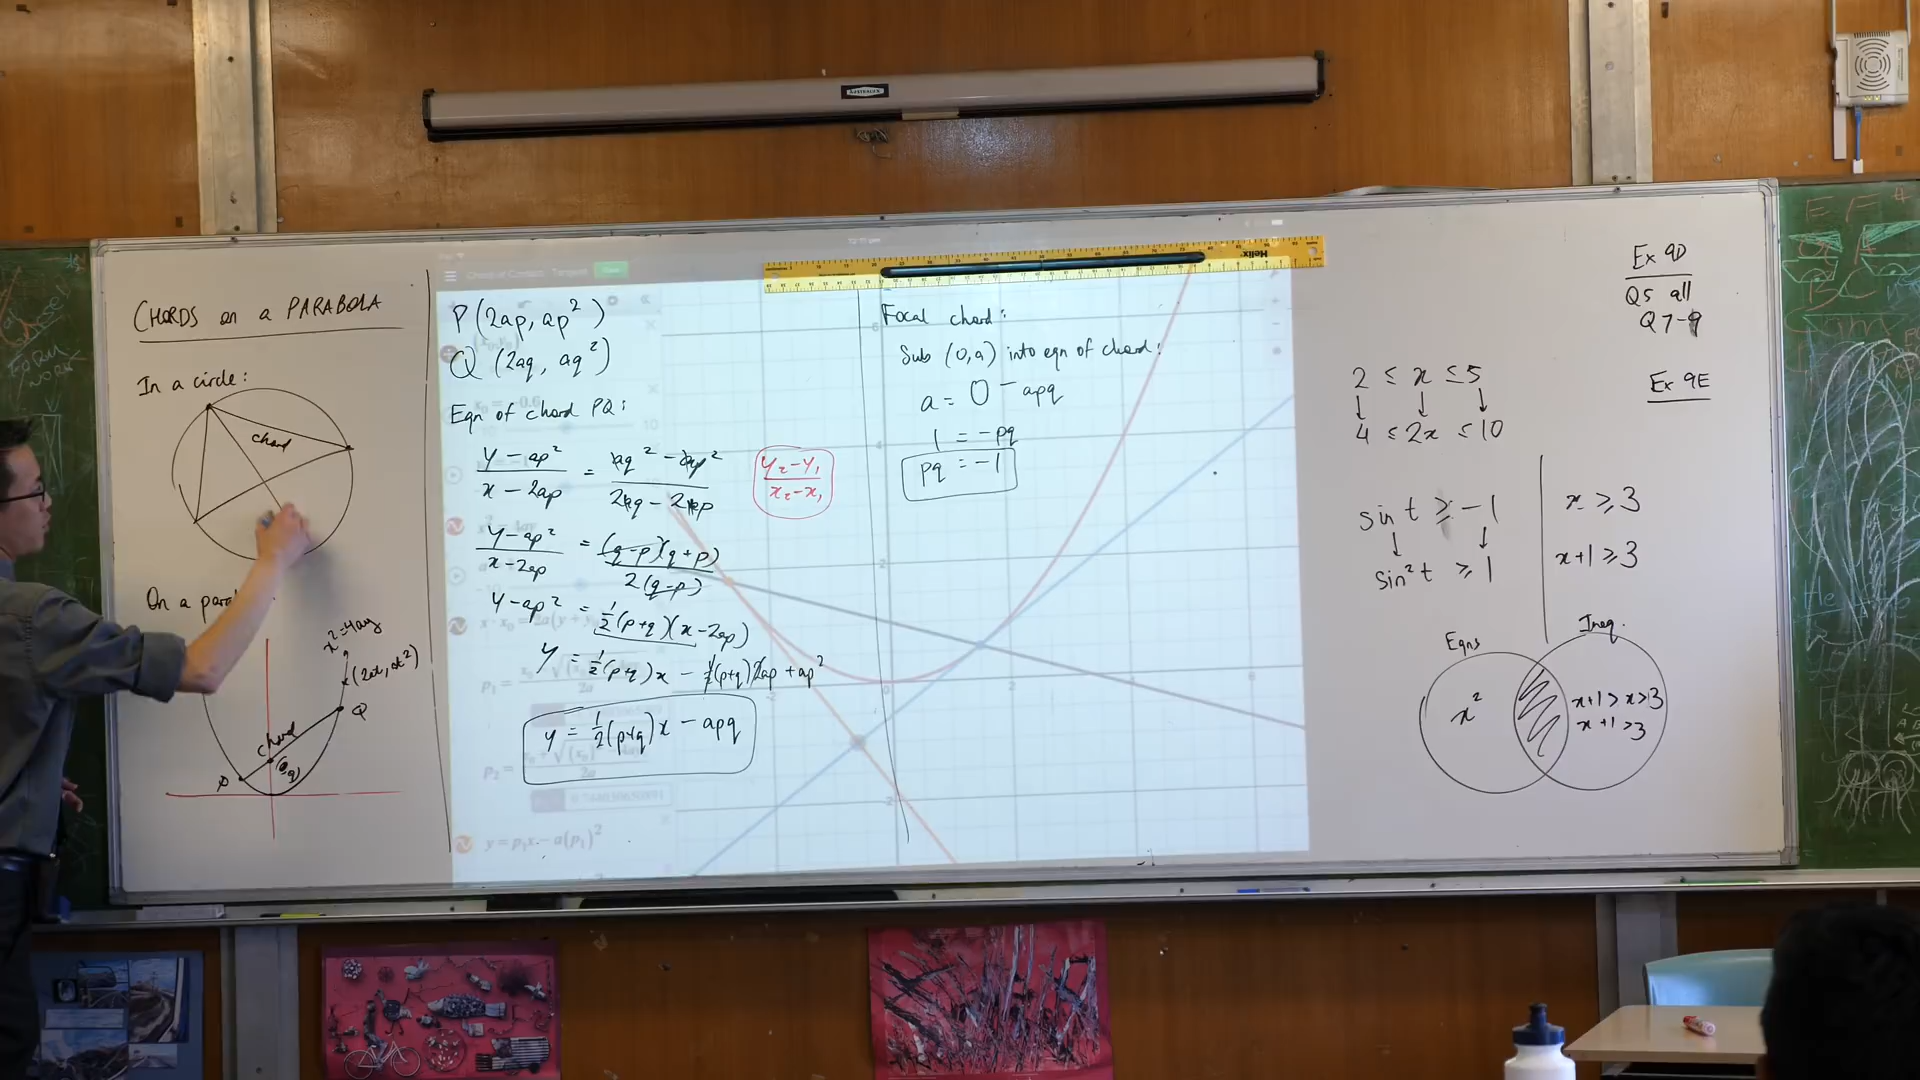 CHORDS on a PARABOLA
In a circle:
chord
On a para
x²=4ay
(2at, at²)
Q
chord
P
P(2ap, ap²)
Q (2aq, aq²)
Eqn of chord PQ:
y-ap² / x-2ap = aq²-ap² / 2aq-2ap
y₂-y₁ / x₂-x₁
y-ap² / x-2ap = (q-p)(q+p) / 2(q-p)
y-ap² = ½(p+q)(x-2ap)
y = ½(p+q)x - ½(p+q)2ap + ap²
y = ½(p+q)x - apq
y = p₁x - a(p₁)²
Focal chord:
Sub (0,a) into eqn of chord:
a = 0 - apq
1 = -pq
pq = -1
Helix
Ex 9D
Q5 all
Q7-9
Ex 9E
2 ≤ x ≤ 5
4 ≤ 2x ≤ 10
sin t ≥ -1
sin² t ≥ 1
x ≥ 3
x+1 ≥ 3
Eqns
Ineq.
x²
x+1 > x > 3
x+1 > 3